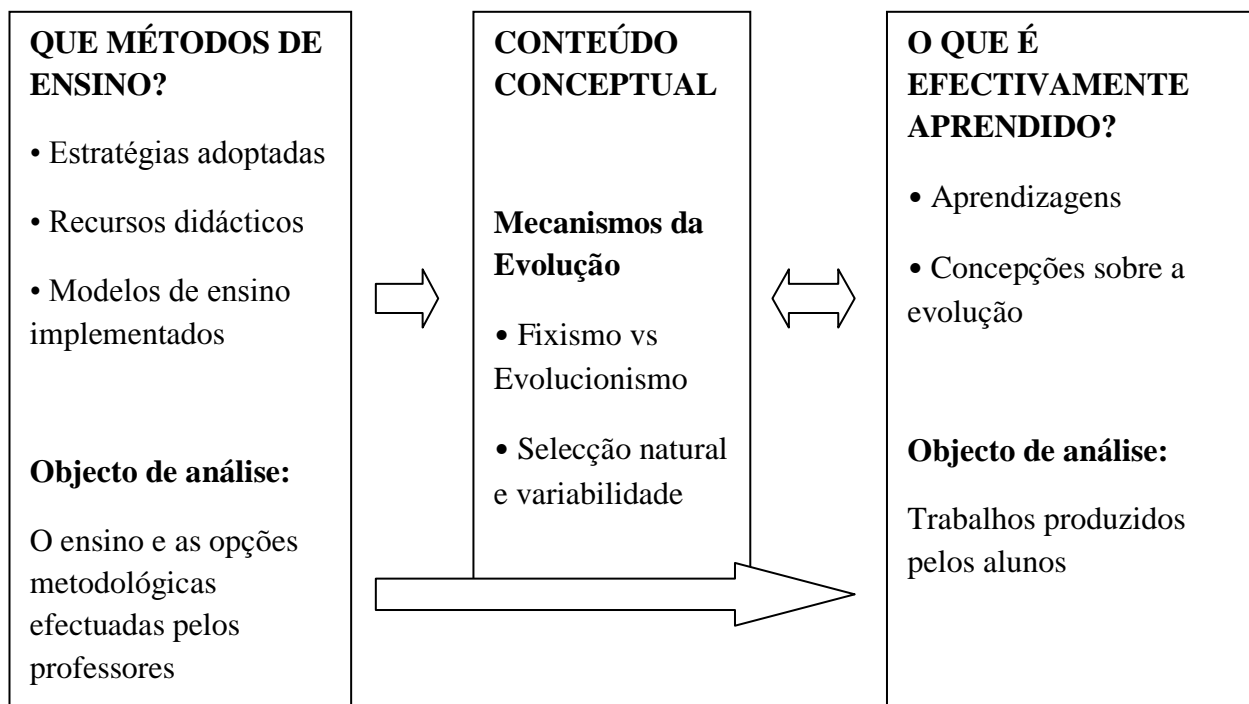 QUE MÉTODOS DE
ENSINO?
• Estratégias adoptadas
• Recursos didácticos
• Modelos de ensino
implementados
Objecto de análise:
O ensino e as opções
metodológicas
efectuadas pelos
professores
CONTEÚDO
CONCEPTUAL
Mecanismos da
Evolução
• Fixismo vs
Evolucionismo
• Selecção natural
e variabilidade
O QUE É
EFECTIVAMENTE
APRENDIDO?
• Aprendizagens
• Concepções sobre a
evolução
Objecto de análise:
Trabalhos produzidos
pelos alunos